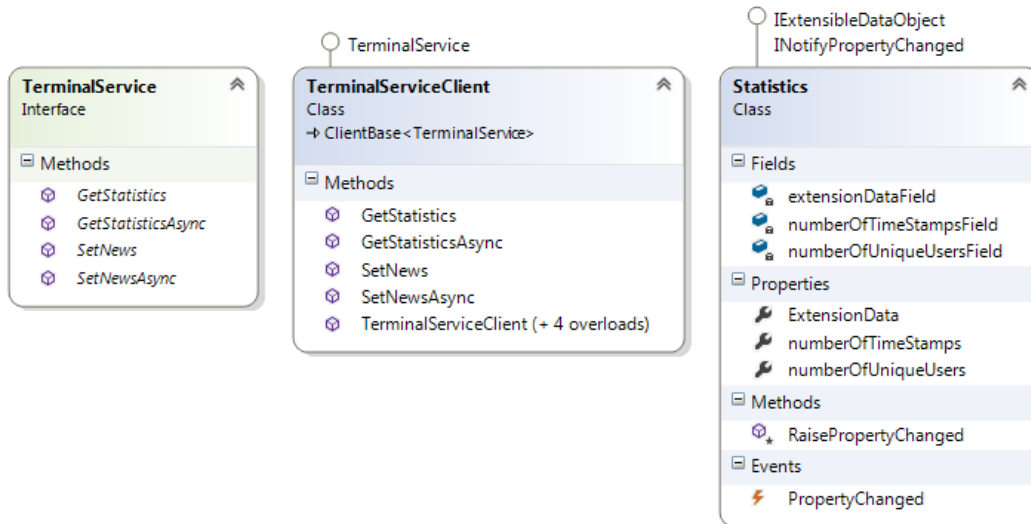 TerminalService
Interface
Methods
GetStatistics
GetStatisticsAsync
SetNews
SetNewsAsync
TerminalService
TerminalServiceClient
Class
ClientBase<TerminalService>
Methods
GetStatistics
GetStatisticsAsync
SetNews
SetNewsAsync
TerminalServiceClient (+ 4 overloads)
IExtensibleDataObject
INotifyPropertyChanged
Statistics
Class
Fields
extensionDataField
numberOfTimeStampsField
numberOfUniqueUsersField
Properties
ExtensionData
numberOfTimeStamps
numberOfUniqueUsers
Methods
RaisePropertyChanged
Events
PropertyChanged